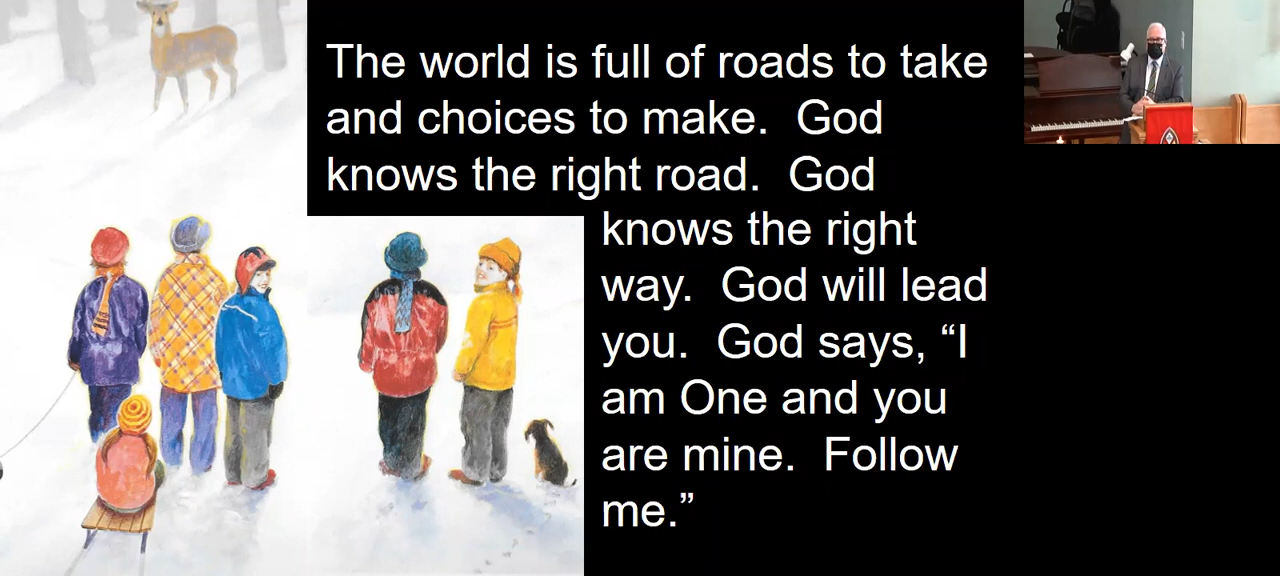 The world is full of roads to take
and choices to make.  God
knows the right road.  God
knows the right
way.  God will lead
you.  God says, “I
am One and you
are mine.  Follow
me.”